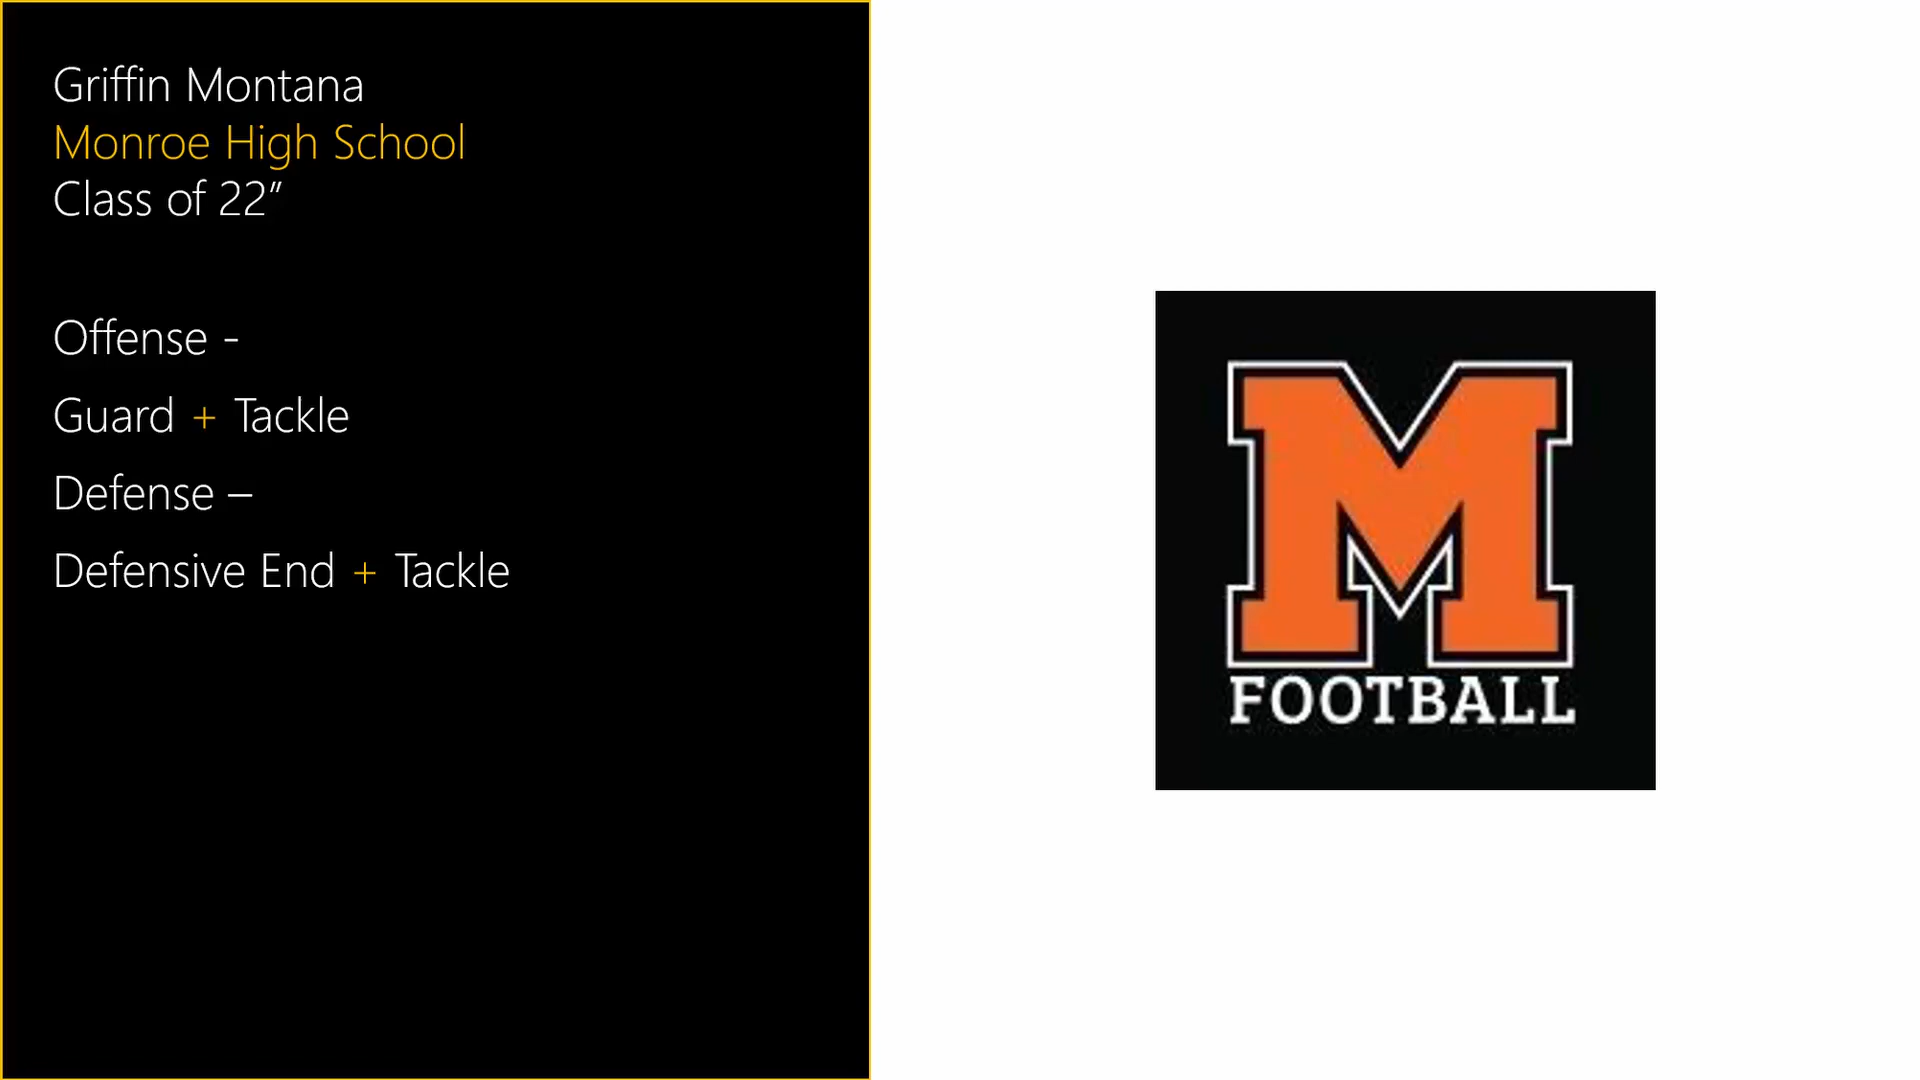 Griffin Montana
Monroe High School
Class of 22”
Offense -
Guard + Tackle
Defense –
Defensive End + Tackle
M
FOOTBALL